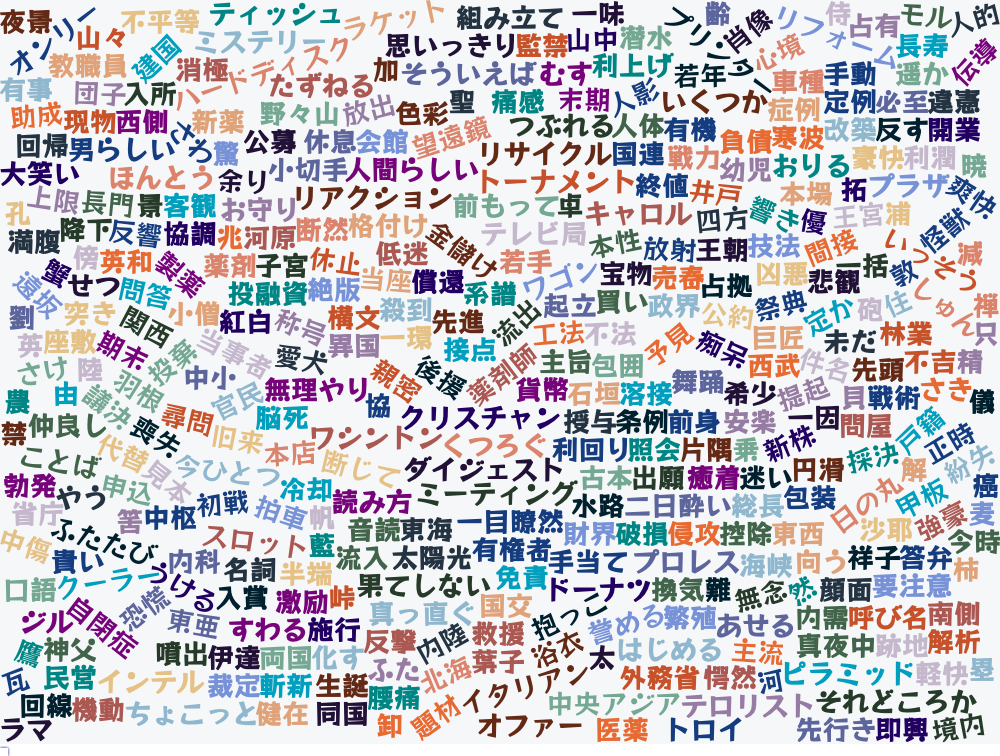 夜景 オンリー 不平等 ティッシュ ラケット 組み立て 一味 プリンター 齢 肖像 リフォーム 侍 占有 モル 人的
山々 ミステリー ハードディスク 思いっきり 監禁 山中 潜水 心境 長寿 伝導
教職員 建国 消極 たずねる 加 そういえば むす 利上げ 若年 車種 手動 遥か
有事 団子 入所 野々山 放出 色彩 聖 痛感 末期 人影 いくつか 症例 定例 必至 違憲
助成 現物 西側 さぞ 新薬 公募 休息 会館 望遠鏡 つぶれる 人体 有機 負債 寒波 改築 反す 開業
回帰 男らしい 驚 小切手 人間らしい リサイクル 国連 戦力 幼児 おりる 豪快 利潤 暁
大笑い ほんとう 余り リアクション トーナメント 終値 井戸 本場 拓 プラザ 爽快
孔 上限 長門 景 客観 お守り 前もって 卓 キャロル 四方 響き 優 王宮 浦 怪獣
満腹 降下 反響 協調 兆 河原 断然 格付け 金儲け テレビ局 本性 放射 王朝 技法 間接 いっそう 減
傍 英和 製薬 薬剤 子宮 休止 低迷 若手 ワゴン 宝物 売春 凶悪 悲観 一括 敦
蟹 せつ 問答 投融資 絶版 当座 償還 系譜 起立 買い 政界 占拠 祭典 定か 砲 住 しゅん 禅
遠坂 劉 突き 関西 小僧 紅白 称号 構文 殺到 先進 流出 工法 不法 予見 公約 巨匠 未だ 林業 只
英 座敷 期末 当事者 愛犬 異国 一環 接点 主旨 包囲 痴呆 西武 件名 先頭 不吉 精
さけ 陸 羽根 中小 無理やり 親密 後援 薬剤師 貨幣 石垣 溶接 舞踊 希少 提起 貝 戦術 さき 儀
農 由 議決 尋問 官民 脳死 協 クリスチャン 授与 条例 前身 安楽 一因 問屋
禁 仲良し 喪失 旧来 本店 ワシントン くつろぐ 利回り 照会 片隅 乗 新株 採決 戸籍 正時
ことば 代替 見本 今ひとつ 断じて ダイジェスト 古本 出願 癒着 迷い 円滑 解 紛失
勃発 やう 申込 初戦 冷却 読み方 ミーティング 水路 二日酔い 総長 包装 日の丸 甲板 癌
省庁 筈 中枢 拍車 帆 音読 東海 一目瞭然 財界 破損 侵攻 控除 東西 沙耶 強豪 妻
中傷 ふたたび スロット 藍 流入 太陽光 有権者 手当て プロレス 海峡 向う 祥子 答弁 今時
貴い 内科 名詞 半端 果てしない 免責 ドーナツ 換気 難 無念 然 顔面 要注意 柿
口語 クーラー うける 入賞 激励 峠 真っ直ぐ 国交 抱っこ 誉める 繁殖 あせる 内需 呼び名 南側
ジル 自閉症 恐慌 東亜 すわる 施行 反撃 内陸 救援 浴衣 太 はじめる 主流 真夜中 跡地 解析
鷹 神父 噴出 伊達 両国 化す ふた 北海 葉子 外務省 愕然 河 ピラミッド 軽快 塁
瓦 民営 インテル 裁定 斬新 生誕 腰痛 イタリアン 中央アジア テロリスト それどころか
回線 機動 ちょこっと 健在 同国 卸 題材 オファー 医薬 トロイ 先行き 即興 境内
ラマ